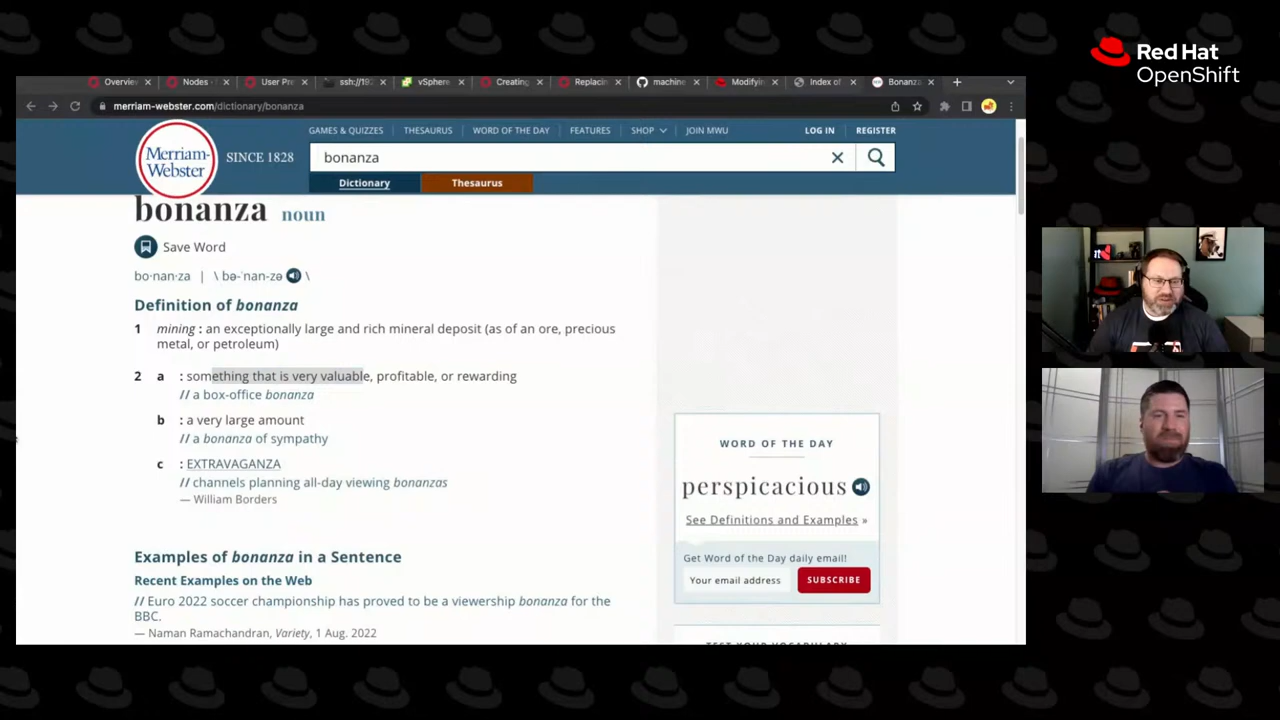 Red Hat
OpenShift
Overview
Nodes -
User Pre
ssh://192
vSphere
Creating
Replacin
machine
Modifyin
Index of
Bonanza
merriam-webster.com/dictionary/bonanza
GAMES & QUIZZES THESAURUS WORD OF THE DAY FEATURES SHOP JOIN MWU LOG IN REGISTER
Merriam-
Webster
SINCE 1828
bonanza
Dictionary Thesaurus
bonanza noun
Save Word
bo·nan·za | \ bə-ˈnan-zə \
Definition of bonanza
1 mining : an exceptionally large and rich mineral deposit (as of an ore, precious
metal, or petroleum)
2 a : something that is very valuable, profitable, or rewarding
// a box-office bonanza
b : a very large amount
// a bonanza of sympathy
c : EXTRAVAGANZA
// channels planning all-day viewing bonanzas
— William Borders
Examples of bonanza in a Sentence
Recent Examples on the Web
// Euro 2022 soccer championship has proved to be a viewership bonanza for the
BBC.
— Naman Ramachandran, Variety, 1 Aug. 2022
WORD OF THE DAY
perspicacious
See Definitions and Examples »
Get Word of the Day daily email!
Your email address SUBSCRIBE
TEST YOUR VOCABULARY